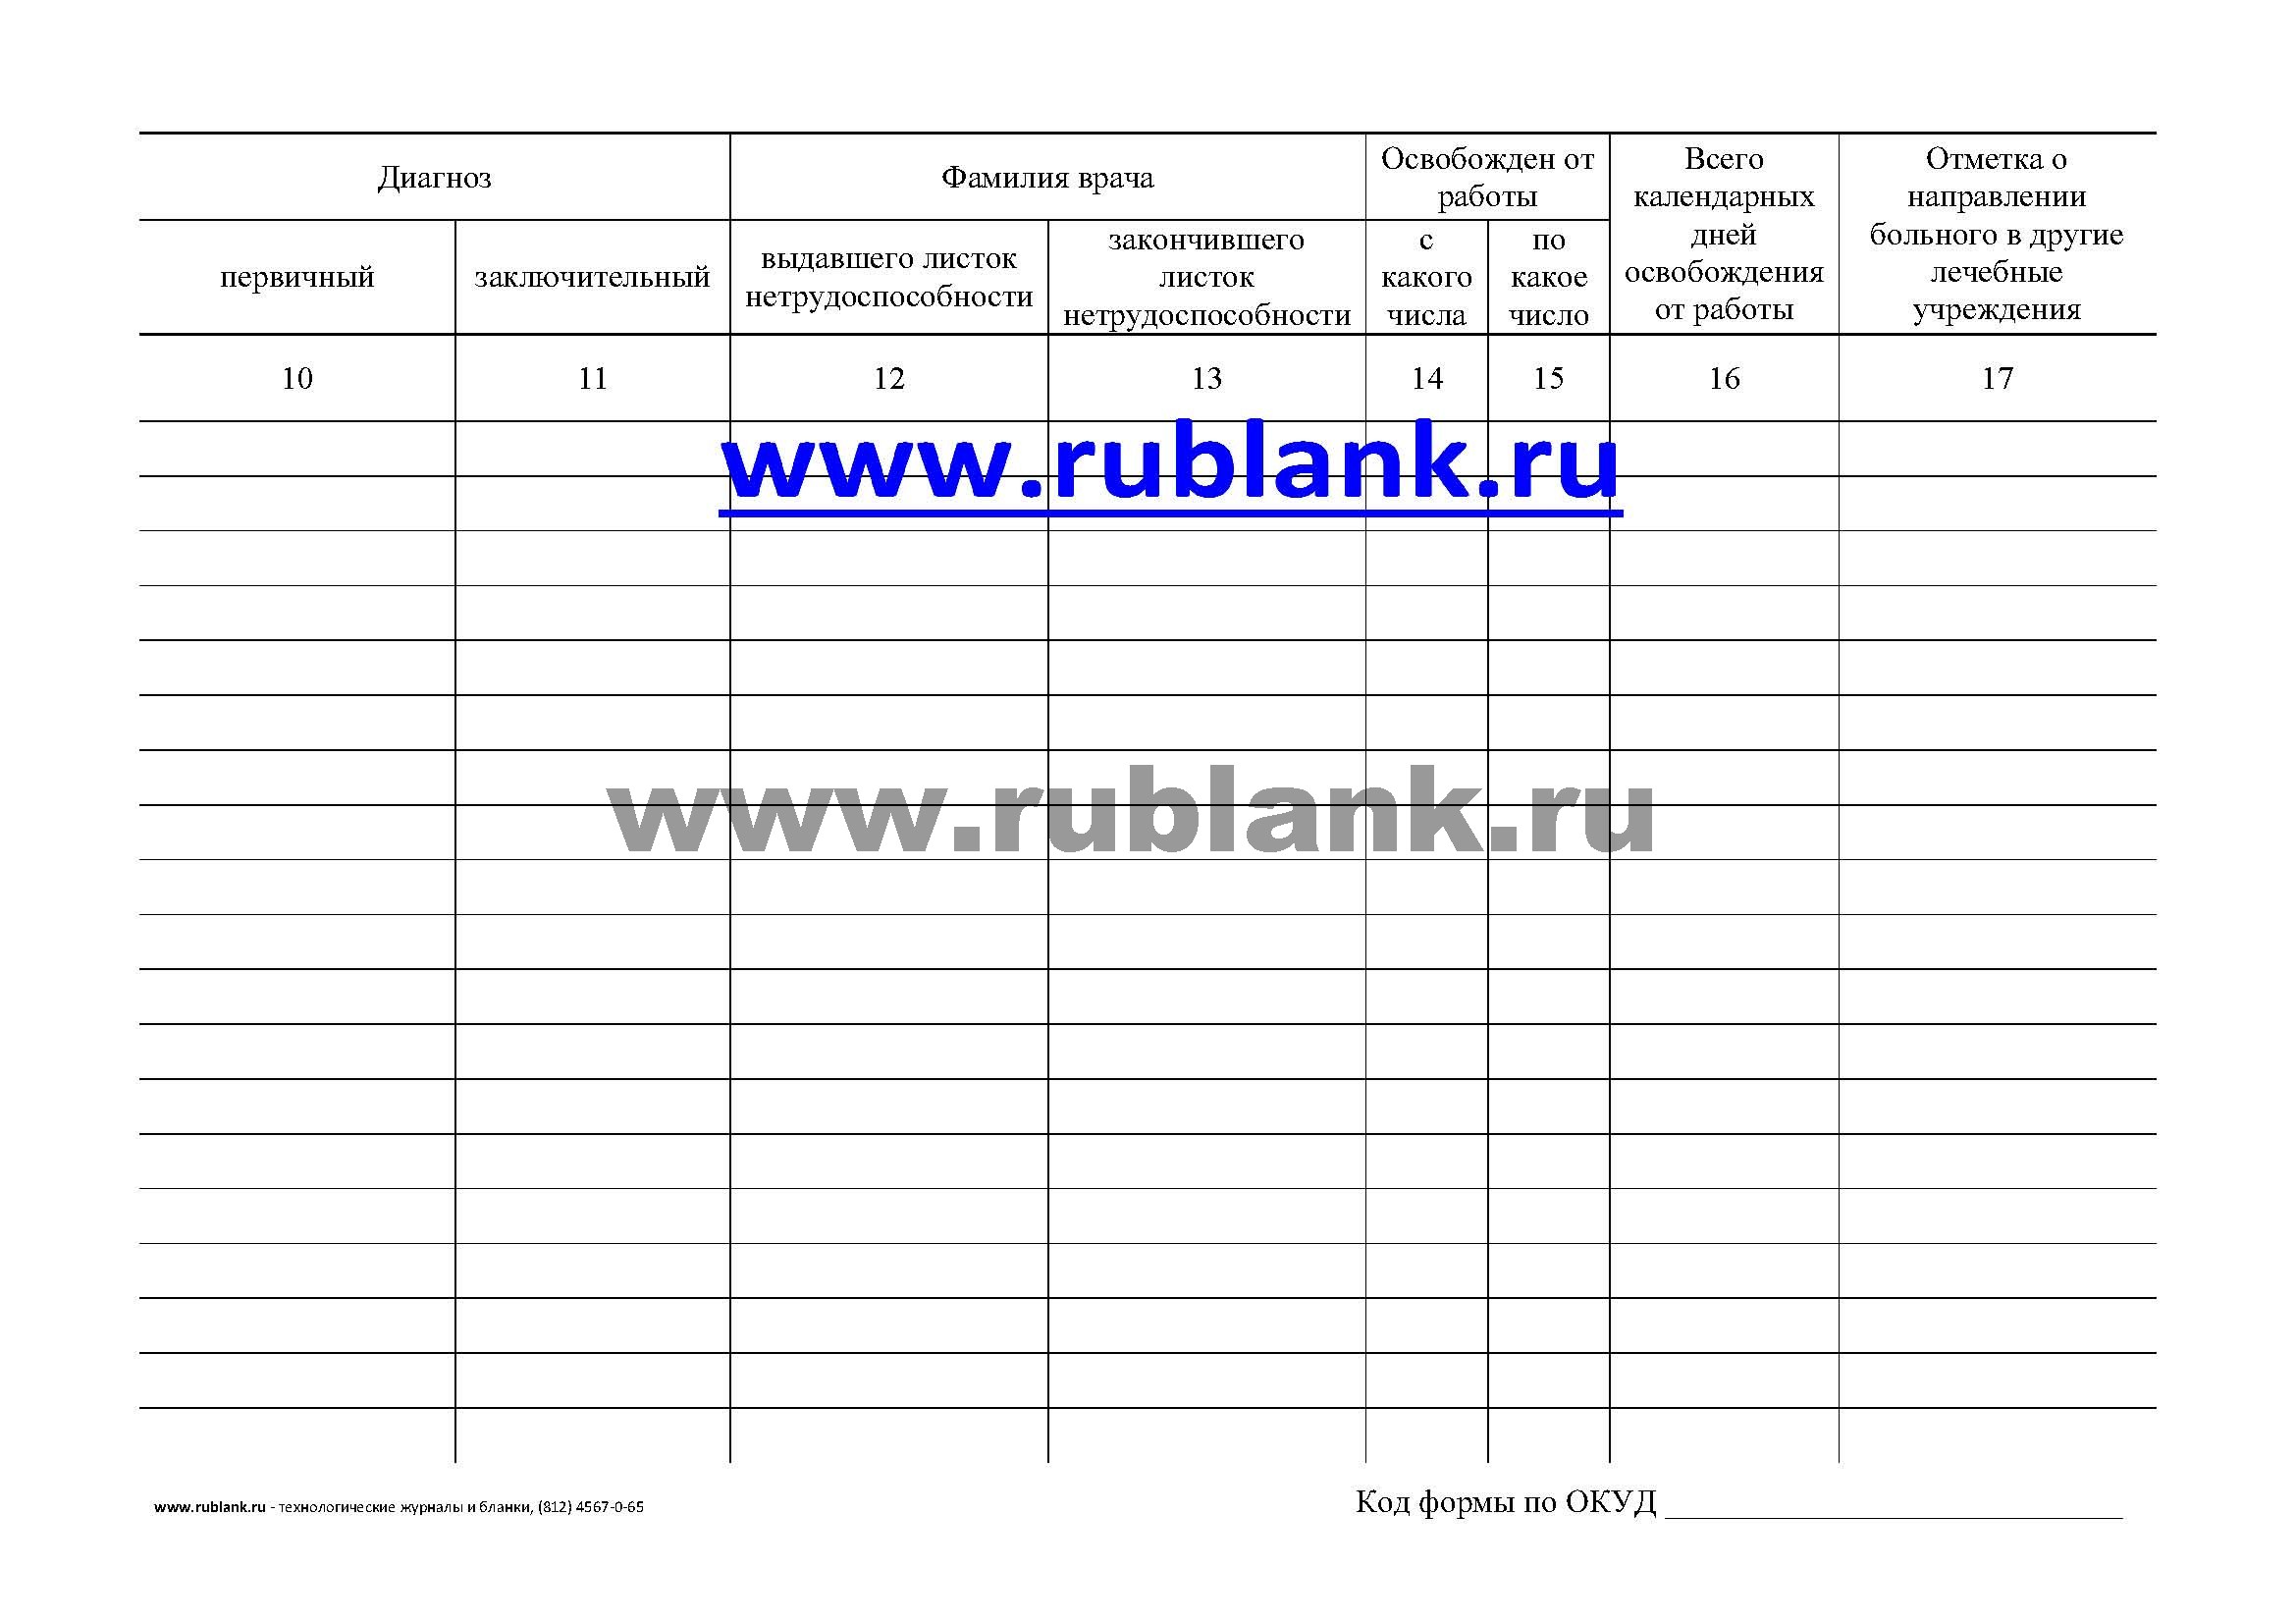 Диагноз
Фамилия врача
Освобожден от
работы
Всего
календарных
дней
освобождения
от работы
Отметка о
направлении
больного в другие
лечебные
учреждения
первичный
заключительный
выдавшего листок
нетрудоспособности
закончившего
листок
нетрудоспособности
с
какого
числа
по
какое
число
10 11 12 13 14 15 16 17
www.rublank.ru
www.rublank.ru
www.rublank.ru - технологические журналы и бланки, (812) 4567-0-65
Код формы по ОКУД ____________________________